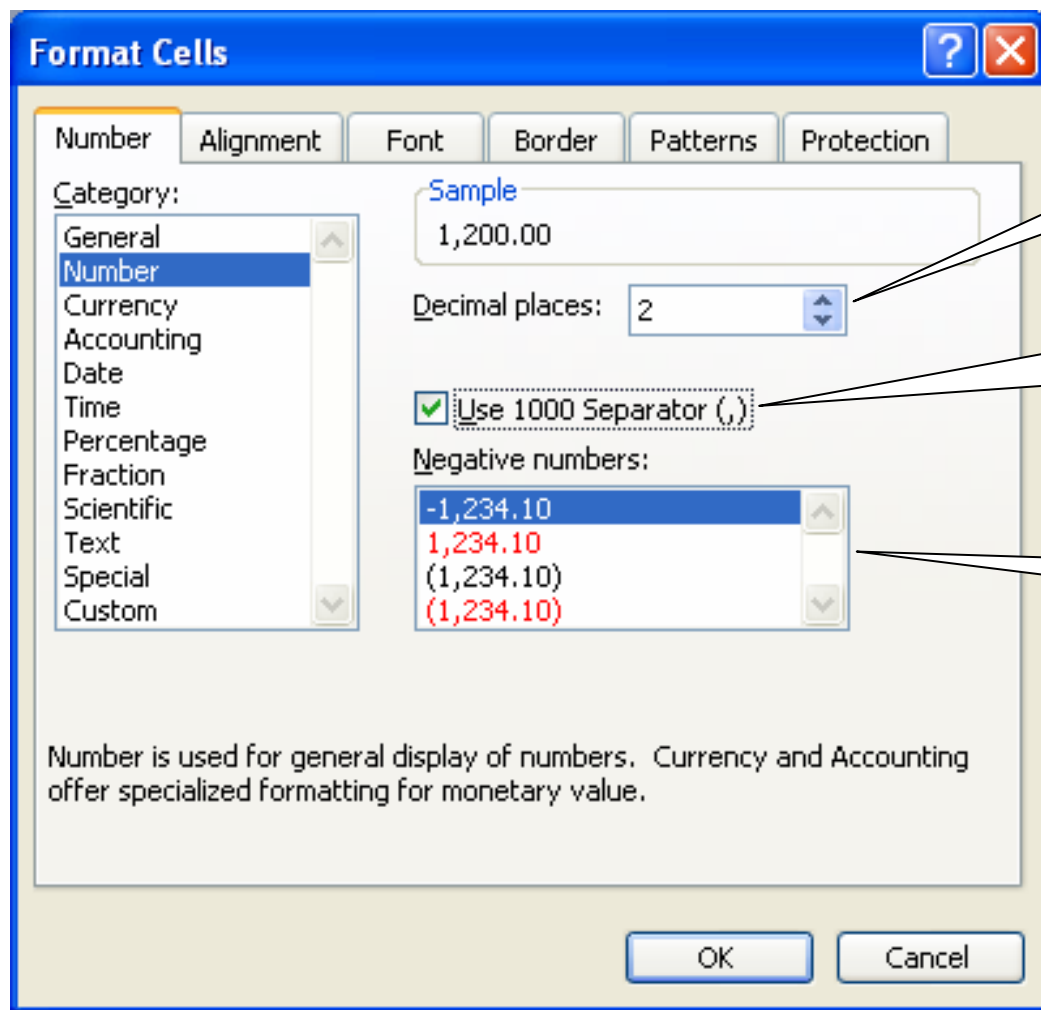 Format Cells
Number Alignment Font Border Patterns Protection
Category:
General
Number
Currency
Accounting
Date
Time
Percentage
Fraction
Scientific
Text
Special
Custom
Sample
1,200.00
Decimal places: 2
Use 1000 Separator (,)
Negative numbers:
-1,234.10
1,234.10
(1,234.10)
(1,234.10)
Number is used for general display of numbers. Currency and Accounting
offer specialized formatting for monetary value.
OK Cancel